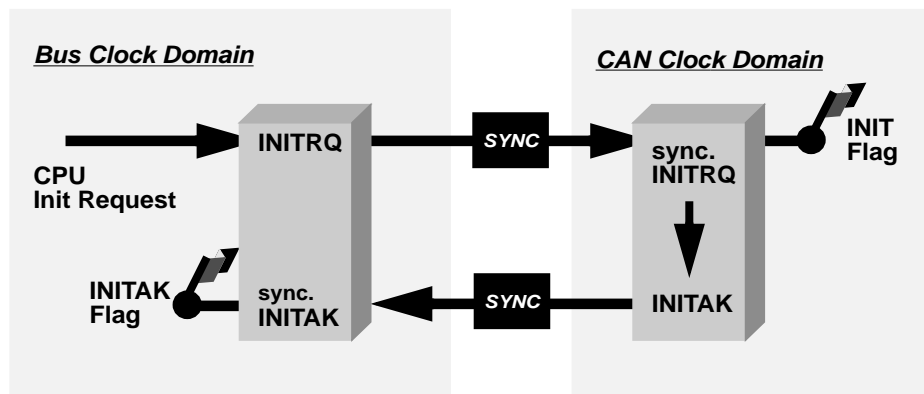 Bus Clock Domain
CAN Clock Domain
CPU
Init Request
INITRQ
SYNC
sync.
INITRQ
INIT
Flag
INITAK
Flag
sync.
INITAK
SYNC
INITAK